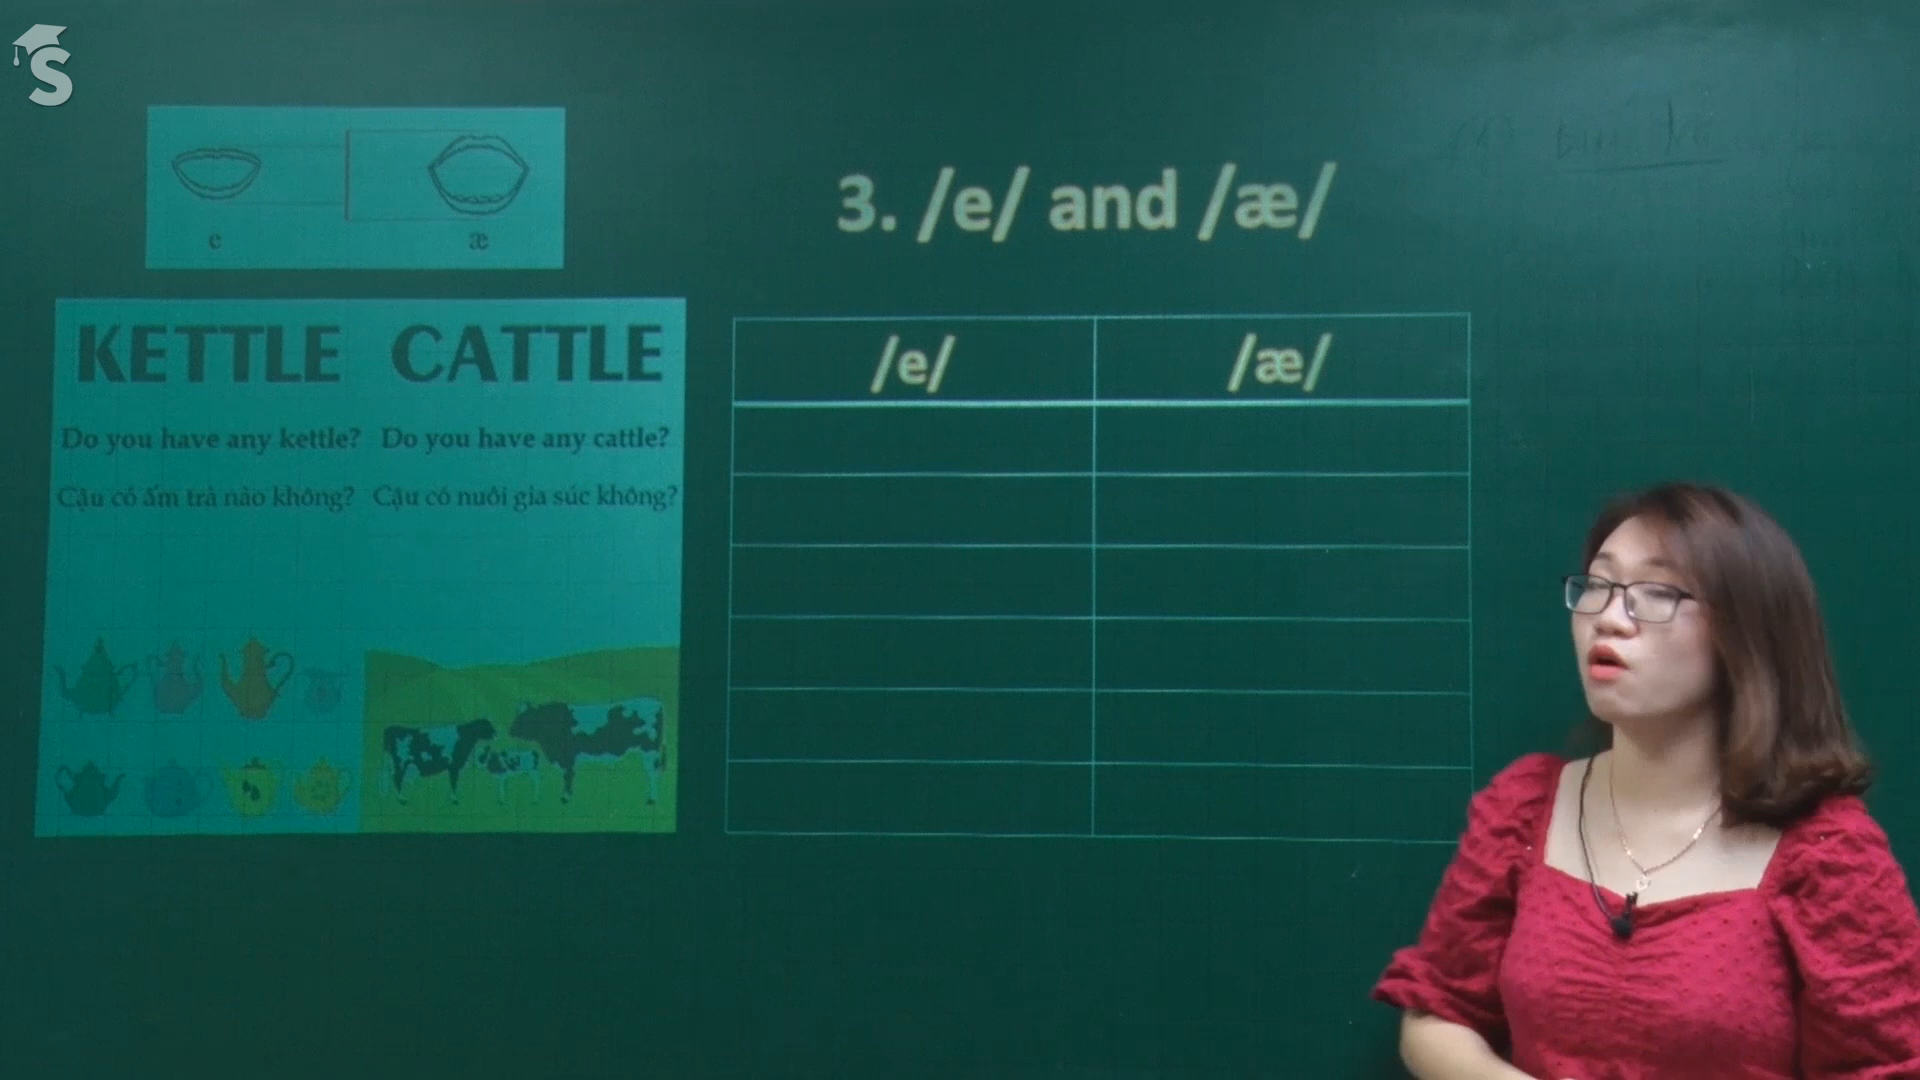 S
e æ
3. /e/ and /æ/
KETTLE CATTLE
Do you have any kettle? Do you have any cattle?
Cậu có ấm trà nào không? Cậu có nuôi gia súc không?
/e/ /æ/